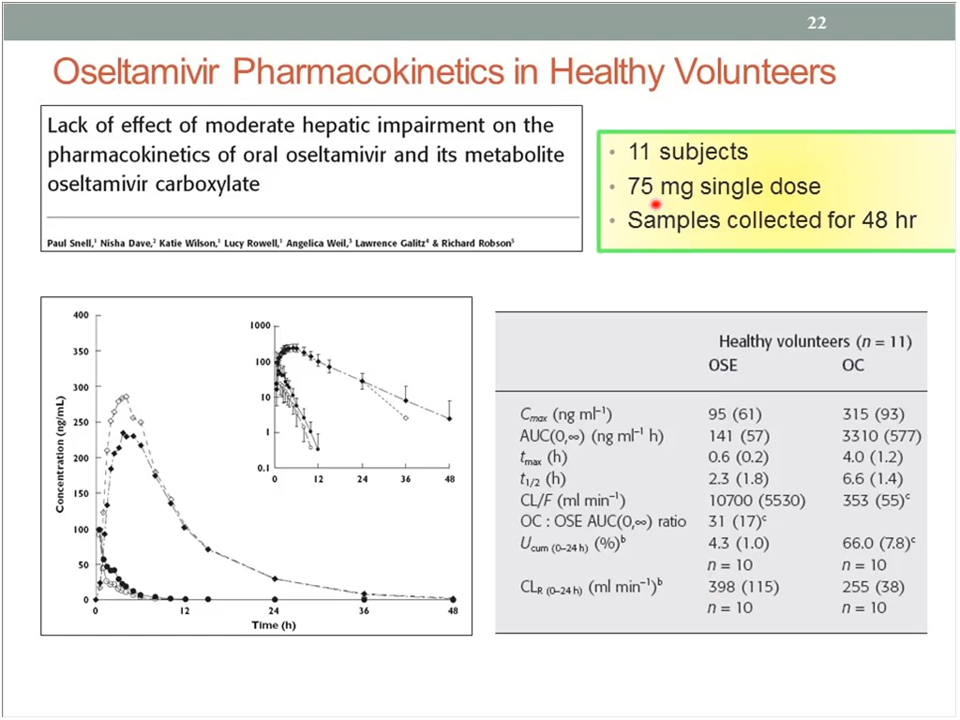 22
Oseltamivir Pharmacokinetics in Healthy Volunteers
Lack of effect of moderate hepatic impairment on the
pharmacokinetics of oral oseltamivir and its metabolite
oseltamivir carboxylate
Paul Snell,¹ Nisha Dave,² Katie Wilson,¹ Lucy Rowell,¹ Angelica Weil,³ Lawrence Galitz⁴ & Richard Robson⁵
• 11 subjects
• 75 mg single dose
• Samples collected for 48 hr
Concentration (ng/mL)
400
350
300
250
200
150
100
50
0
0 12 24 36 48
Time (h)
1000
100
10
1
0.1
0 12 24 36 48
Healthy volunteers (n = 11)
OSE OC
Cmax (ng ml⁻¹) 95 (61) 315 (93)
AUC(0,∞) (ng ml⁻¹ h) 141 (57) 3310 (577)
tmax (h) 0.6 (0.2) 4.0 (1.2)
t1/2 (h) 2.3 (1.8) 6.6 (1.4)
CL/F (ml min⁻¹) 10700 (5530) 353 (55)ᶜ
OC : OSE AUC(0,∞) ratio 31 (17)ᶜ
Ucum (0–24 h) (%)ᵇ 4.3 (1.0) 66.0 (7.8)ᶜ
n = 10 n = 10
CLR (0–24 h) (ml min⁻¹)ᵇ 398 (115) 255 (38)
n = 10 n = 10